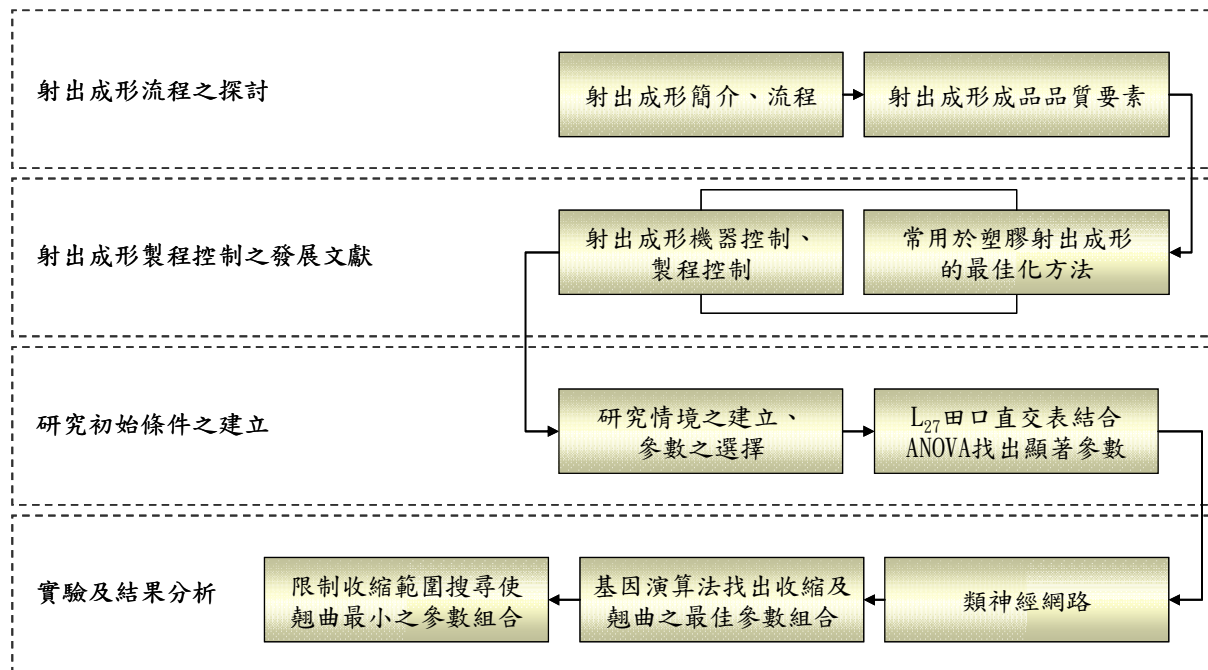 射出成形流程之探討
射出成形簡介、流程
射出成形成品品質要素
射出成形製程控制之發展文獻
射出成形機器控制、
製程控制
常用於塑膠射出成形
的最佳化方法
研究初始條件之建立
研究情境之建立、
參數之選擇
L27田口直交表結合
ANOVA找出顯著參數
實驗及結果分析
限制收縮範圍搜尋使
翹曲最小之參數組合
基因演算法找出收縮及
翹曲之最佳參數組合
類神經網路